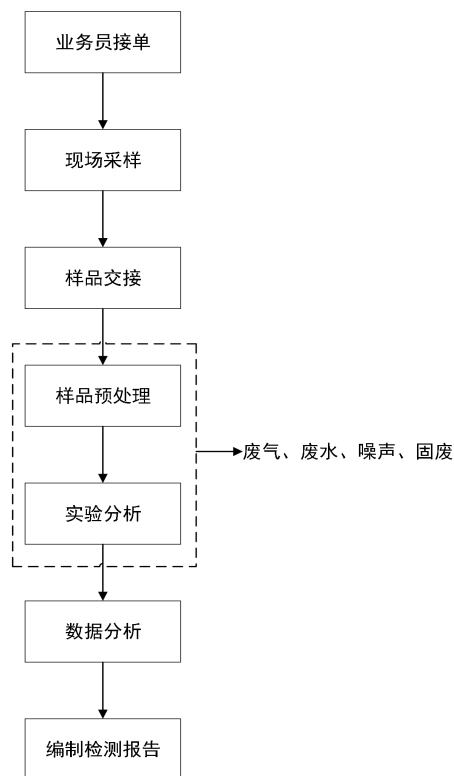 业务员接单
现场采样
样品交接
样品预处理
废气、废水、噪声、固废
实验分析
数据分析
编制检测报告